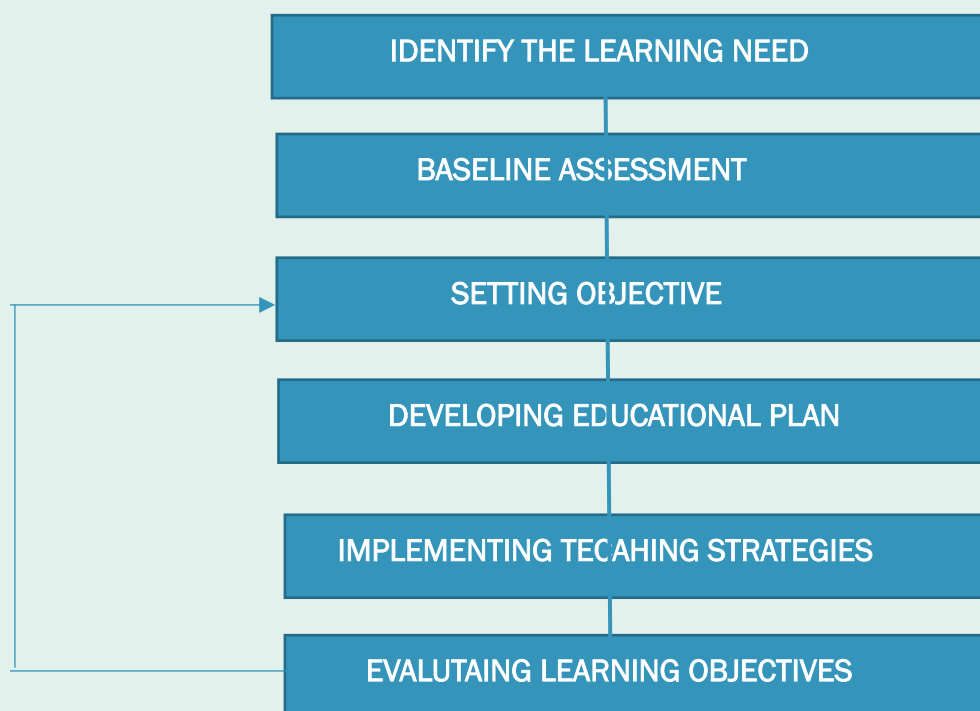 IDENTIFY THE LEARNING NEED
BASELINE ASSESSMENT
SETTING OBJECTIVE
DEVELOPING EDUCATIONAL PLAN
IMPLEMENTING TECAHING STRATEGIES
EVALUTAING LEARNING OBJECTIVES